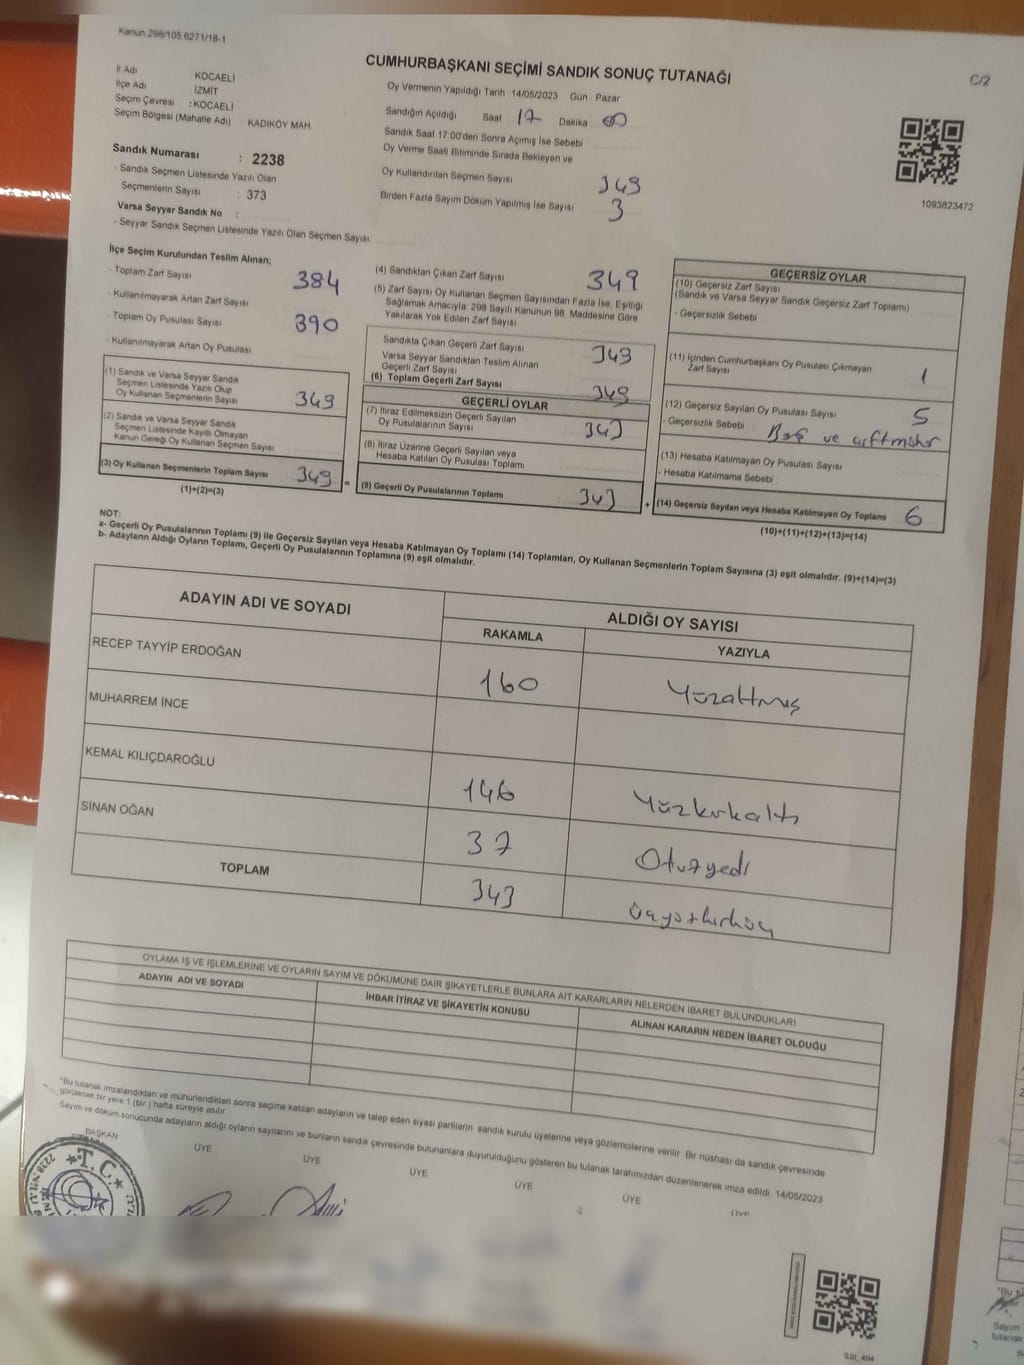 Kanun,298/105,6271/18-1
CUMHURBAŞKANI SEÇİMİ SANDIK SONUÇ TUTANAĞI
C/2
İl Adı KOCAELİ
İlçe Adı İZMİT
Seçim Çevresi : KOCAELİ
Seçim Bölgesi (Mahalle Adı) : KADIKÖY MAH.
Sandık Numarası : 2238
- Sandık Seçmen Listesinde Yazılı Olan
Seçmenlerin Sayısı : 373
Varsa Seyyar Sandık No :
- Seyyar Sandık Seçmen Listesinde Yazılı Olan Seçmen Sayısı:
Oy Vermenin Yapıldığı Tarih :14/05/2023 Gün : Pazar
Sandığın Açıldığı Saat 17 Dakika 00
Sandık Saat 17:00'den Sonra Açımış İse Sebebi
Oy Verme Saati Bitiminde Sırada Bekleyen ve
Oy Kullandırılan Seçmen Sayısı 349
Birden Fazla Sayım Döküm Yapılmış İse Sayısı 3
1093823472
İlçe Seçim Kurulundan Teslim Alınan;
- Toplam Zarf Sayısı 384
- Kullanılmayarak Artan Zarf Sayısı
- Toplam Oy Pusulası Sayısı 390
- Kullanılmayarak Artan Oy Pusulası
(1) Sandık ve Varsa Seyyar Sandık
Seçmen Listesinde Yazılı Olup
Oy Kullanan Seçmenlerin Sayısı 349
(2) Sandık ve Varsa Seyyar Sandık
Seçmen Listesinde Kayıtlı Olmayan
Kanun Gereği Oy Kullanan Seçmen Sayısı
(3) Oy Kullanan Seçmenlerin Toplam Sayısı 349
(1)+(2)=(3)
=
(4) Sandıktan Çıkan Zarf Sayısı 349
(5) Zarf Sayısı Oy Kullanan Seçmen Sayısından Fazla İse, Eşitliği
Sağlamak Amacıyla; 298 Sayılı Kanunun 98. Maddesine Göre
Yakılarak Yok Edilen Zarf Sayısı
Sandıkta Çıkan Geçerli Zarf Sayısı 349
Varsa Seyyar Sandıktan Teslim Alınan
Geçerli Zarf Sayısı
(6) Toplam Geçerli Zarf Sayısı 349
GEÇERLİ OYLAR
(7) İtiraz Edilmeksizin Geçerli Sayılan
Oy Pusulalarının Sayısı 343
(8) İtiraz Üzerine Geçerli Sayılan veya
Hesaba Katılan Oy Pusulası Toplamı
(9) Geçerli Oy Pusulalarının Toplamı 343
+
GEÇERSİZ OYLAR
(10) Geçersiz Zarf Sayısı
(Sandık ve Varsa Seyyar Sandık Geçersiz Zarf Toplamı)
- Geçersizlik Sebebi
(11) İçinden Cumhurbaşkanı Oy Pusulası Çıkmayan
Zarf Sayısı 1
(12) Geçersiz Sayılan Oy Pusulası Sayısı 5
- Geçersizlik Sebebi : Boş ve çift mühür
(13) Hesaba Katılmayan Oy Pusulası Sayısı
- Hesaba Katılmama Sebebi :
(14) Geçersiz Sayılan veya Hesaba Katılmayan Oy Toplamı 6
(10)+(11)+(12)+(13)=(14)
NOT:
a- Geçerli Oy Pusulalarının Toplamı (9) ile Geçersiz Sayılan veya Hesaba Katılmayan Oy Toplamı (14) Toplamları, Oy Kullanan Seçmenlerin Toplam Sayısına (3) eşit olmalıdır. (9)+(14)=(3)
b- Adayların Aldığı Oyların Toplamı, Geçerli Oy Pusulalarının Toplamına (9) eşit olmalıdır.
ADAYIN ADI VE SOYADI ALDIĞI OY SAYISI
RAKAMLA YAZIYLA
RECEP TAYYİP ERDOĞAN 160 Yüzaltmış
MUHARREM İNCE
KEMAL KILIÇDAROĞLU 146 Yüzkırkaltı
SİNAN OĞAN 37 Otuzyedi
TOPLAM 343 üçyüzkırküç
OYLAMA İŞ VE İŞLEMLERİNE VE OYLARIN SAYIM VE DÖKÜMÜNE DAİR ŞİKAYETLERLE BUNLARA AİT KARARLARIN NELERDEN İBARET BULUNDUKLARI
ADAYIN ADI VE SOYADI İHBAR İTİRAZ VE ŞİKAYETİN KONUSU ALINAN KARARIN NEDEN İBARET OLDUĞU
*Bu tutanak imzalandıktan ve mühürlendikten sonra seçime katılan adayların ve talep eden siyasi partilerin sandık kurulu üyelerine veya gözlemcilerine verilir. Bir nüshası da sandık çevresinde
görülecek bir yere 1 (bir ) hafta süreyle asılır
Sayım ve döküm sonucunda adayların aldığı oyların sayılarını ve bunların sandık çevresinde bulunanlara duyurulduğunu gösteren bu tutanak tarafımızdan düzenlenerek imza edildi. 14/05/2023
BAŞKAN ÜYE ÜYE ÜYE ÜYE ÜYE ÜYE
T.C.